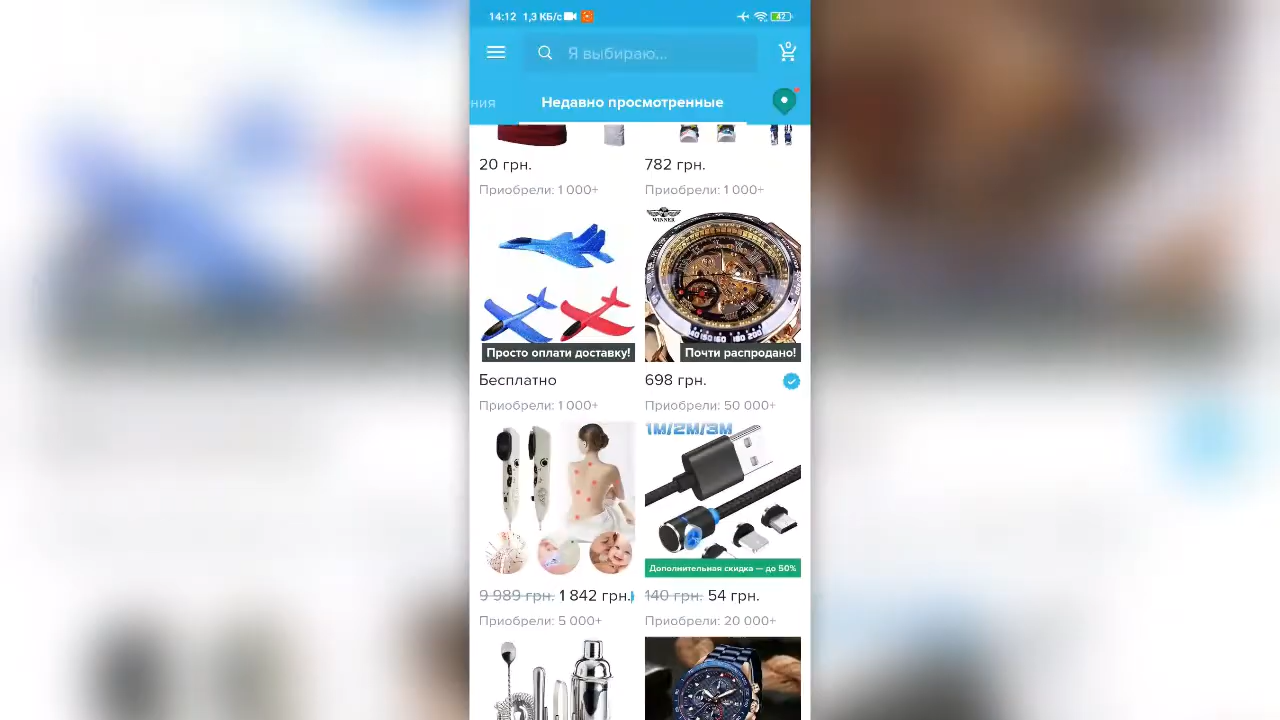 14:12 1,3 КБ/с 42
Я выбираю...
0
ния
Недавно просмотренные
20 грн.
782 грн.
Приобрели: 1 000+
Приобрели: 1 000+
WINNER
Просто оплати доставку!
Почти распродано!
Бесплатно
698 грн.
Приобрели: 1 000+
Приобрели: 50 000+
1M/2M/3M
Дополнительная скидка — до 50%
9 989 грн. 1 842 грн.
140 грн. 54 грн.
Приобрели: 5 000+
Приобрели: 20 000+